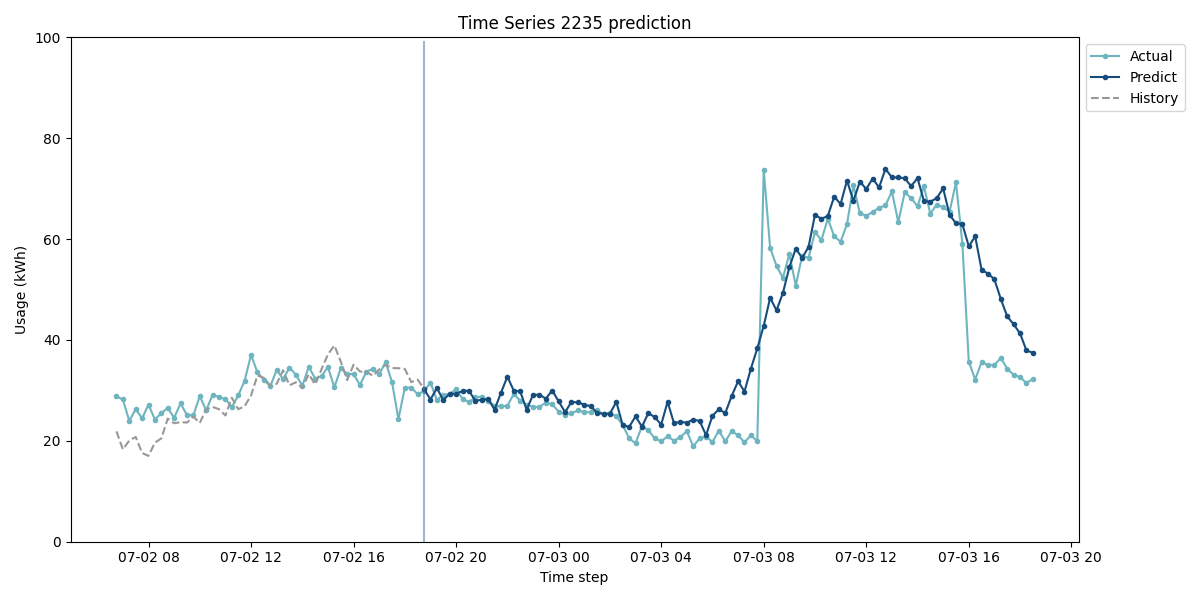 Time Series 2235 prediction
100
80
60
40
20
0
Usage (kWh)
07-02 08
07-02 12
07-02 16
07-02 20
07-03 00
07-03 04
07-03 08
07-03 12
07-03 16
07-03 20
Time step
Actual
Predict
History